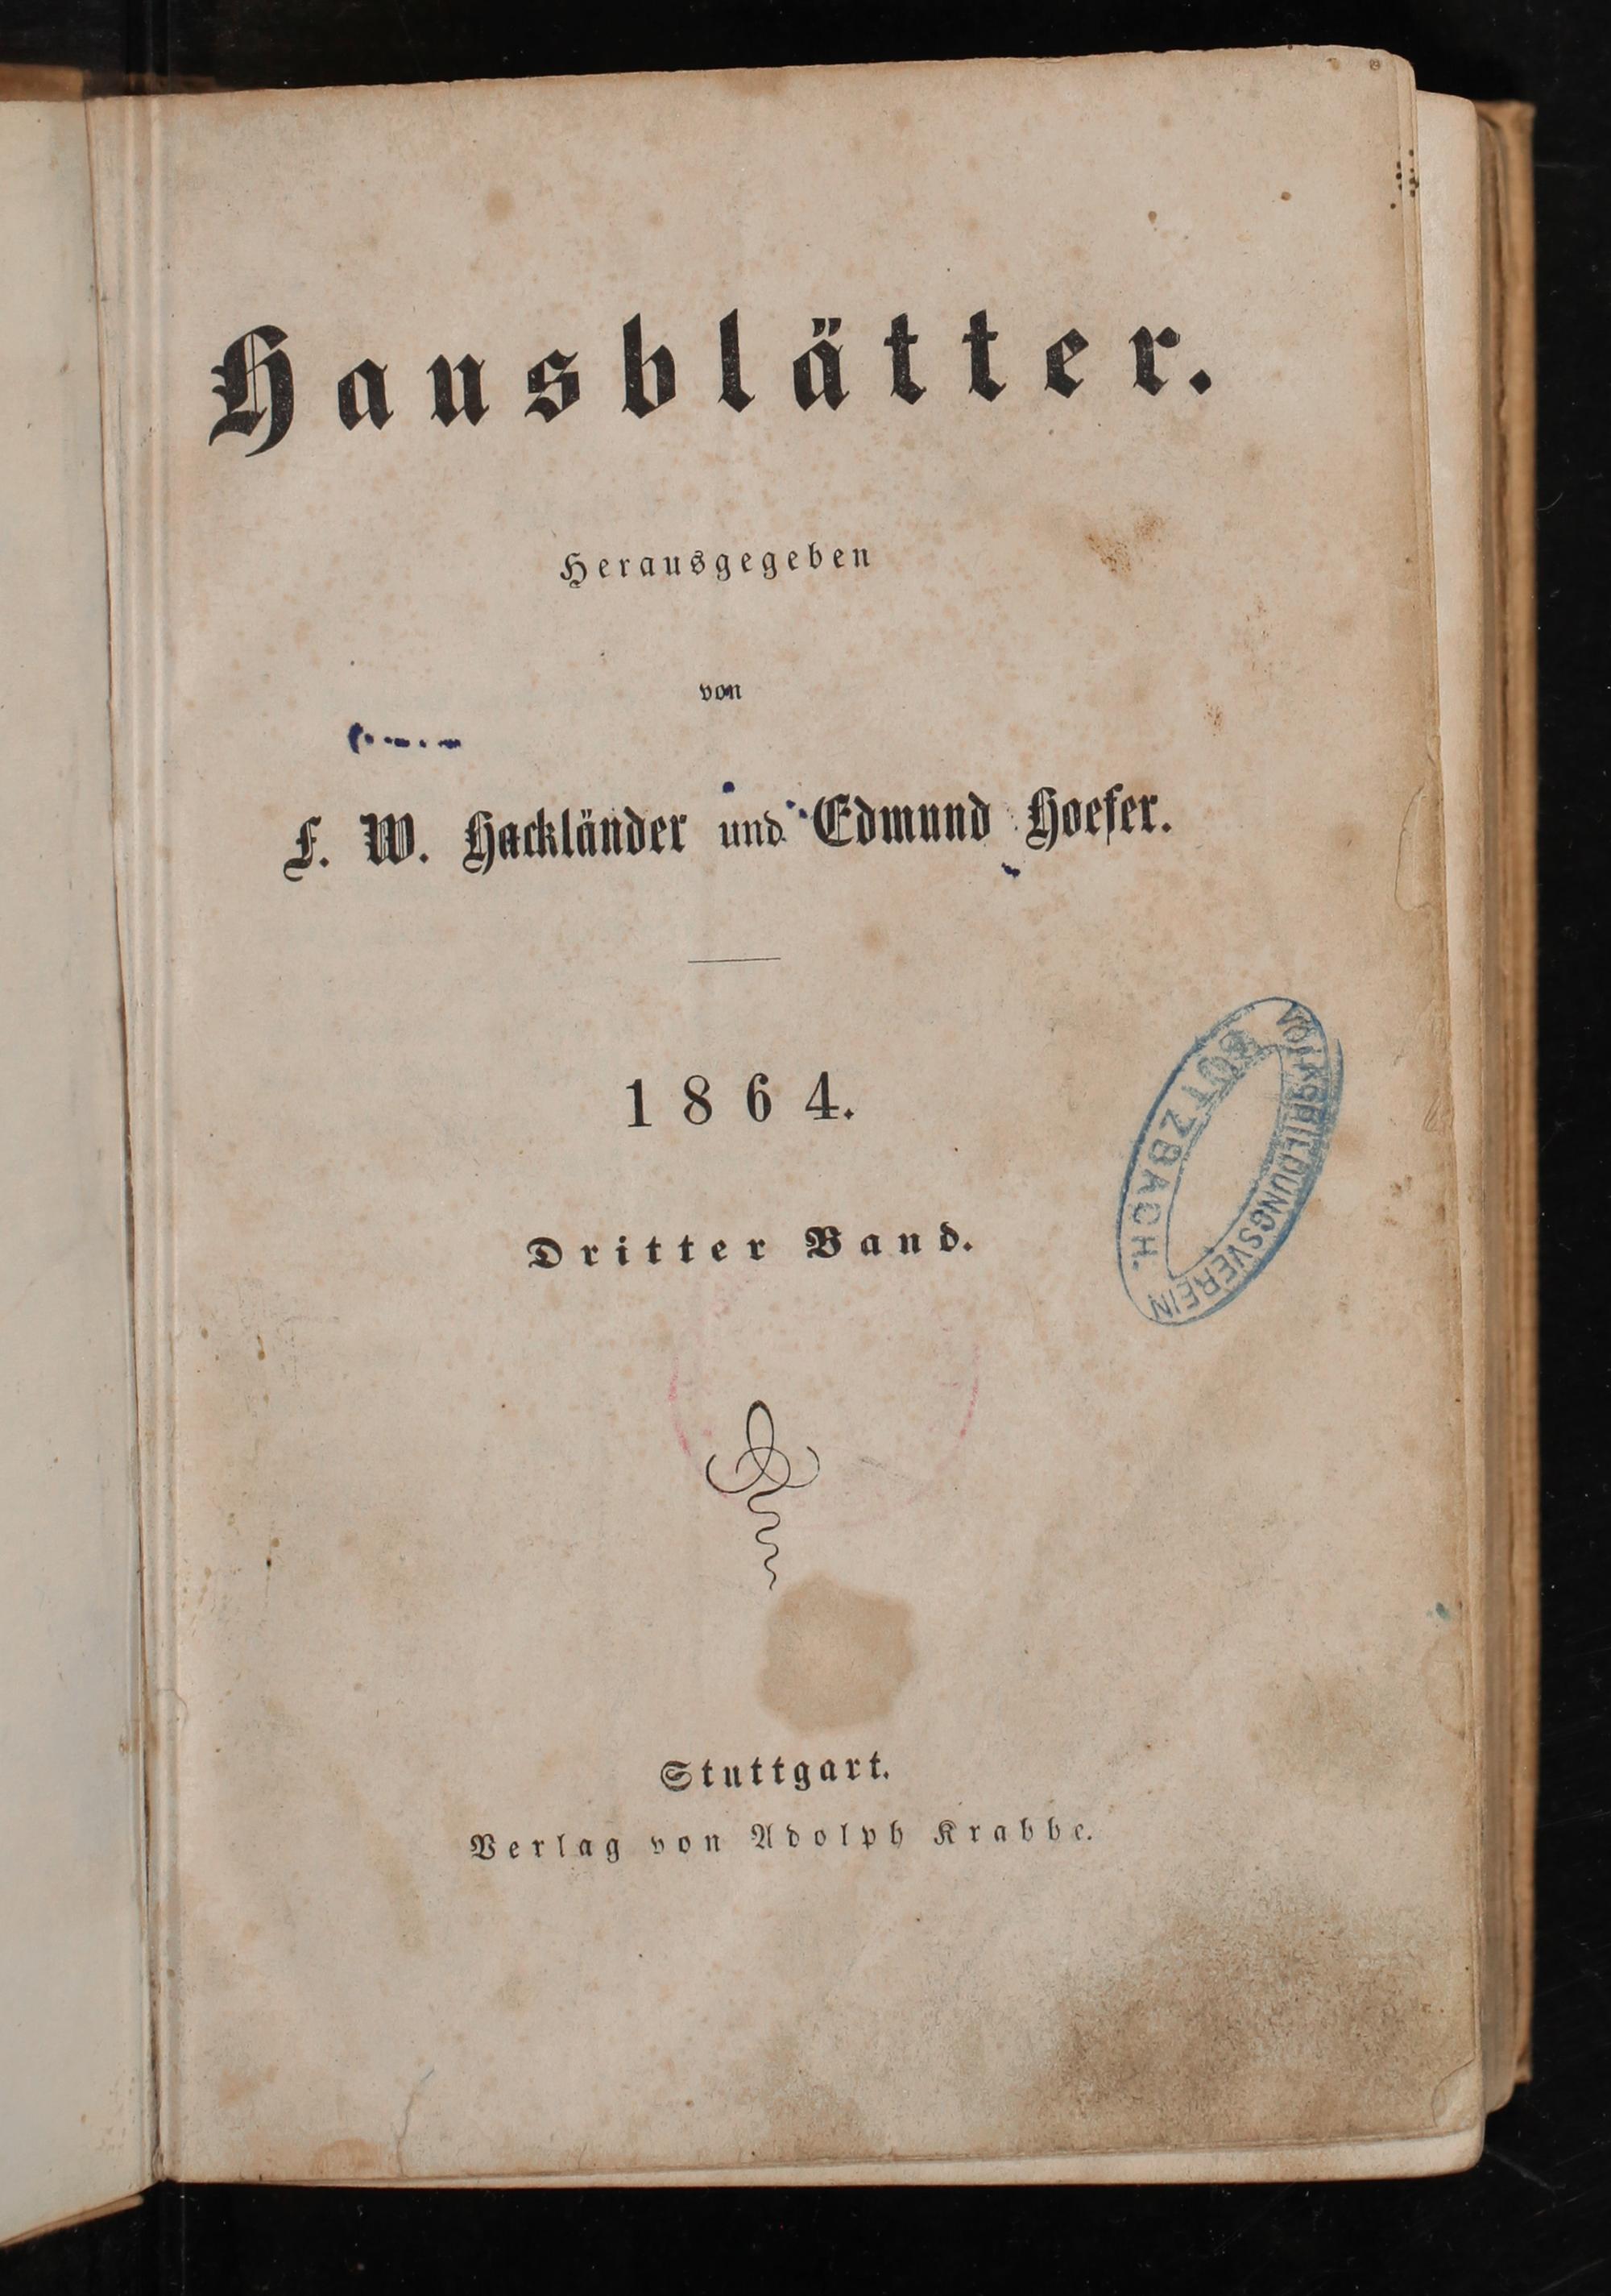 Hausblätter.
Herausgegeben
von
F. W. Hackländer und Edmund Hoefer.
1864.
Dritter Band.
VOLKSBILDUNGSVEREIN
BUTZBACH.
Stuttgart.
Verlag von Adolph Krabbe.